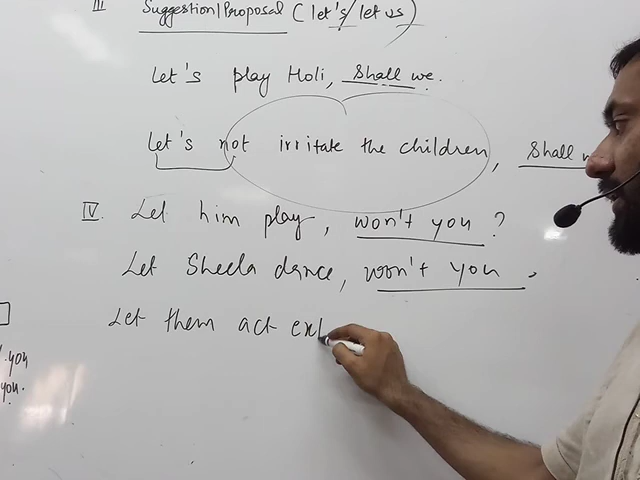 III Suggestion/Proposal (let's/let us)
Let's play Holi, Shall we.
Let's not irritate the children, Shall
IV. Let him play, won't you ?
Let Sheela dance, won't you .
Let them act
you
you.